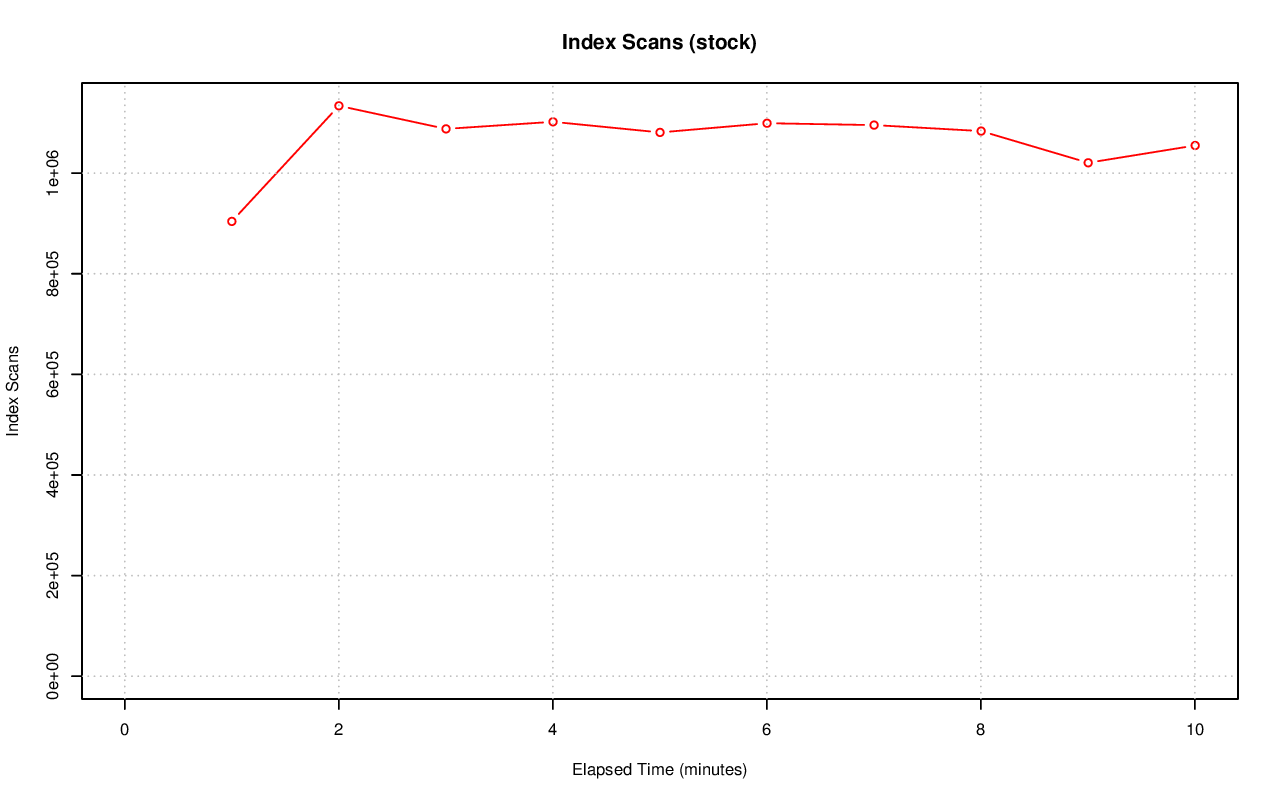 Index Scans (stock)
Index Scans
1e+06
8e+05
6e+05
4e+05
2e+05
0e+00
0 2 4 6 8 10
Elapsed Time (minutes)